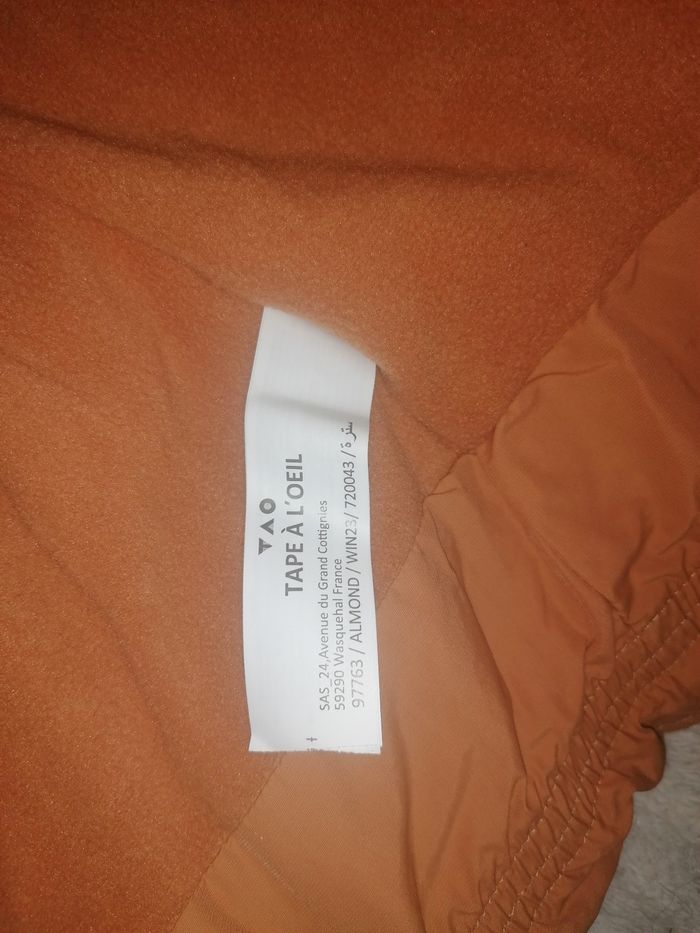 TAO
TAPE À L'OEIL
SAS_24,Avenue du Grand Cottignies
59290 Wasquehal France
97763 / ALMOND / WIN23/ 720043 / سترة